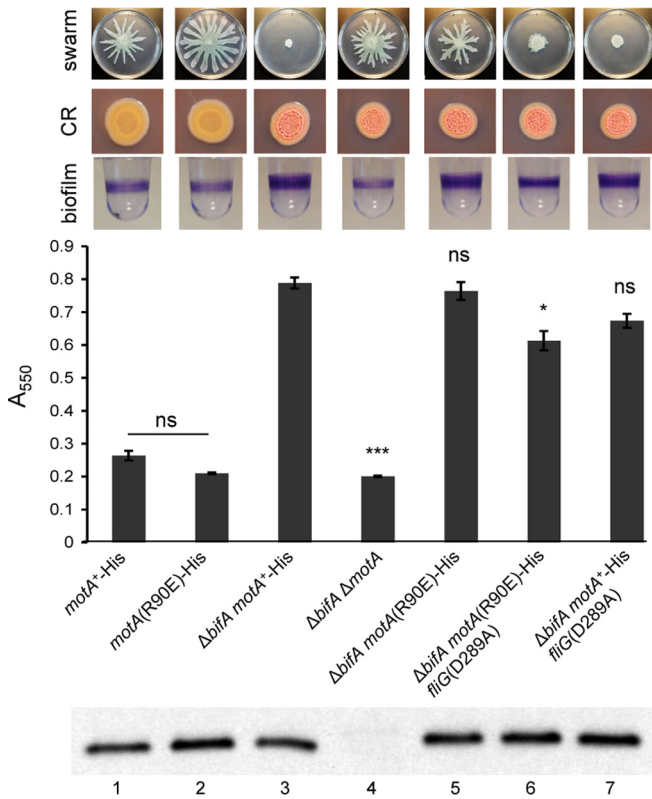 swarm
CR
biofilm
0.9
0.8
0.7
0.6
0.5
0.4
0.3
0.2
0.1
0
A550
ns
***
ns
*
ns
motA+-His
motA(R90E)-His
ΔbifA motA+-His
ΔbifA ΔmotA
ΔbifA motA(R90E)-His
ΔbifA motA(R90E)-His
fliG(D289A)
ΔbifA motA+-His
fliG(D289A)
1 2 3 4 5 6 7